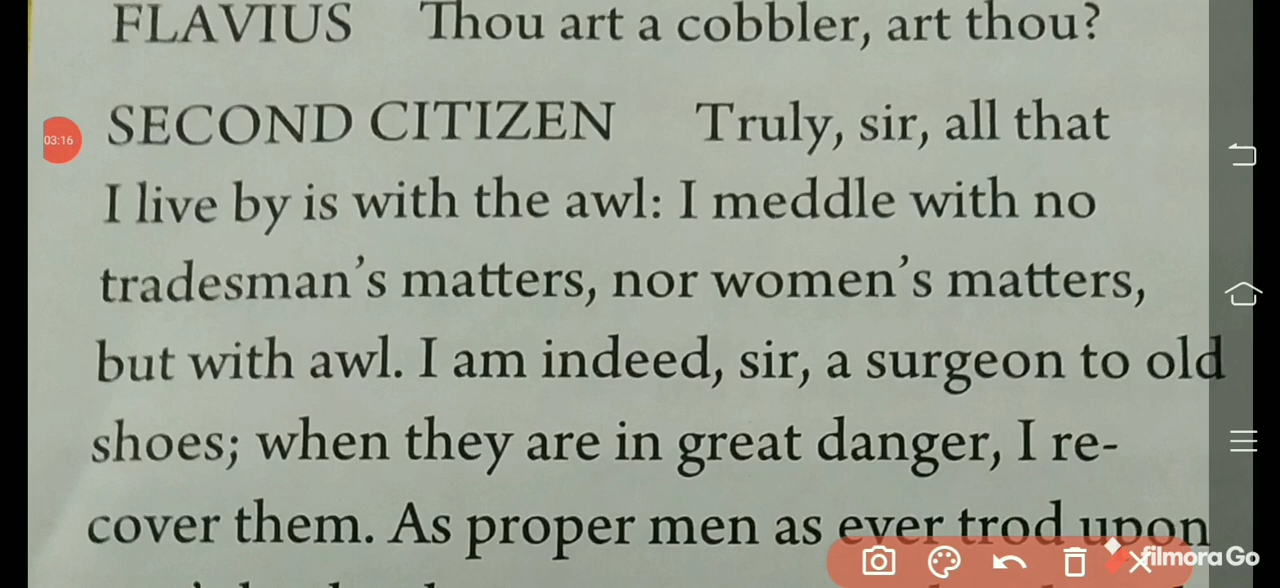 FLAVIUS Thou art a cobbler, art thou?
SECOND CITIZEN Truly, sir, all that
I live by is with the awl: I meddle with no
tradesman's matters, nor women's matters,
but with awl. I am indeed, sir, a surgeon to old
shoes; when they are in great danger, I re-
cover them. As proper men as ever trod upon
03:16
filmoraGo